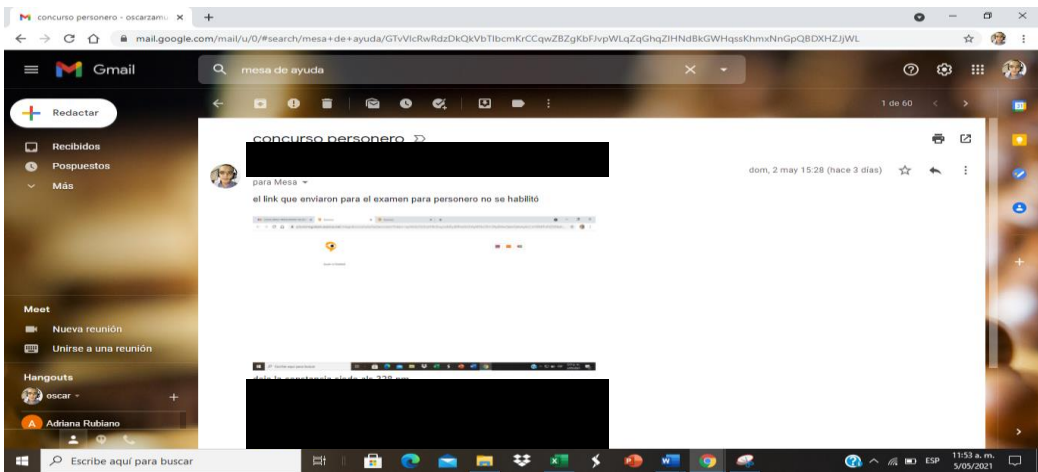 concurso personero - oscarzamu
mail.google.com/mail/u/0/#search/mesa+de+ayuda/GTvVlcRwRdzDkQkVbTlbcmKrCCqwZBZgKbFJvpWLqZqGhqZlHNdBkGWHqssKhmxNnGpQBDXHZJjWL
Gmail
mesa de ayuda
Redactar
1 de 60
Recibidos
Pospuestos
Más
concurso personero
dom, 2 may 15:28 (hace 3 días)
para Mesa
el link que enviaron para el examen para personero no se habilitó
Meet
Nueva reunión
Unirse a una reunión
Hangouts
oscar
A Adriana Rubiano
Escribe aquí para buscar
ESP
11:53 a. m.
5/05/2021